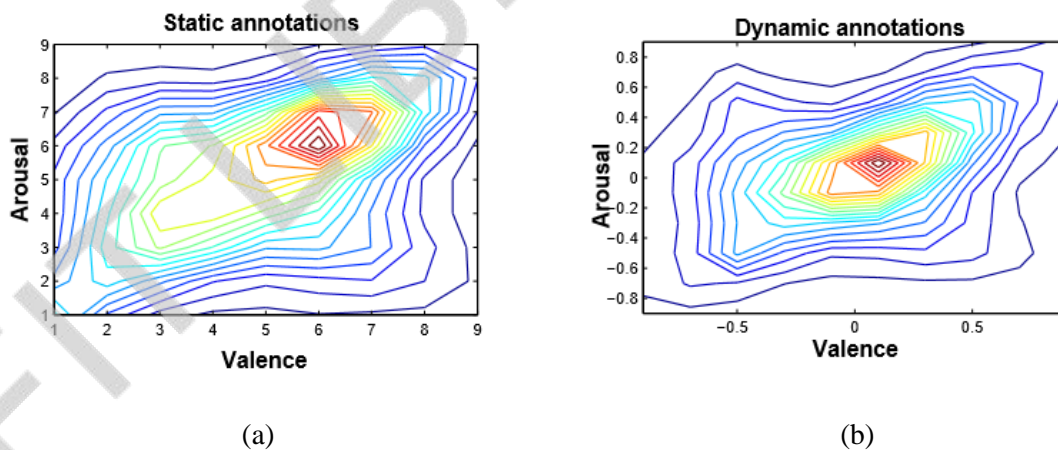 Static annotations
9
8
7
6
5
4
3
2
1
Arousal
1 2 3 4 5 6 7 8 9
Valence
(a)
Dynamic annotations
0.8
0.6
0.4
0.2
0
−0.2
−0.4
−0.6
−0.8
Arousal
−0.5 0 0.5
Valence
(b)